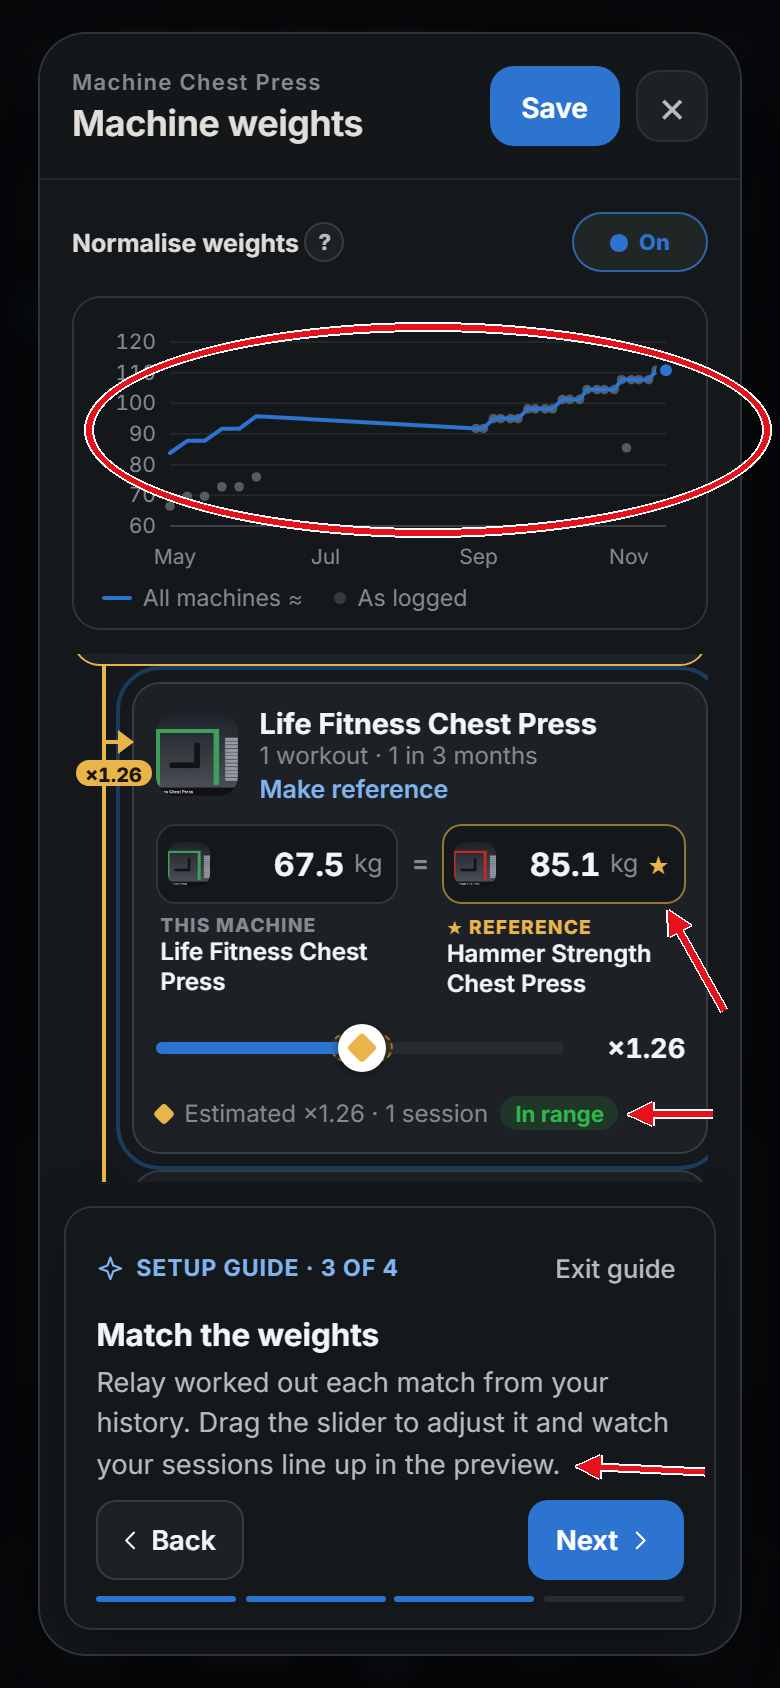 Machine Chest Press
Machine weights
Save
×
Normalise weights
?
On
120
110
100
90
80
70
60
May
Jul
Sep
Nov
All machines ≈
As logged
Life Fitness Chest Press
1 workout · 1 in 3 months
×1.26
Make reference
67.5 kg
=
85.1 kg ★
THIS MACHINE
Life Fitness Chest
Press
★ REFERENCE
Hammer Strength
Chest Press
×1.26
Estimated ×1.26 · 1 session
In range
SETUP GUIDE · 3 OF 4
Exit guide
Match the weights
Relay worked out each match from your
history. Drag the slider to adjust it and watch
your sessions line up in the preview.
Back
Next